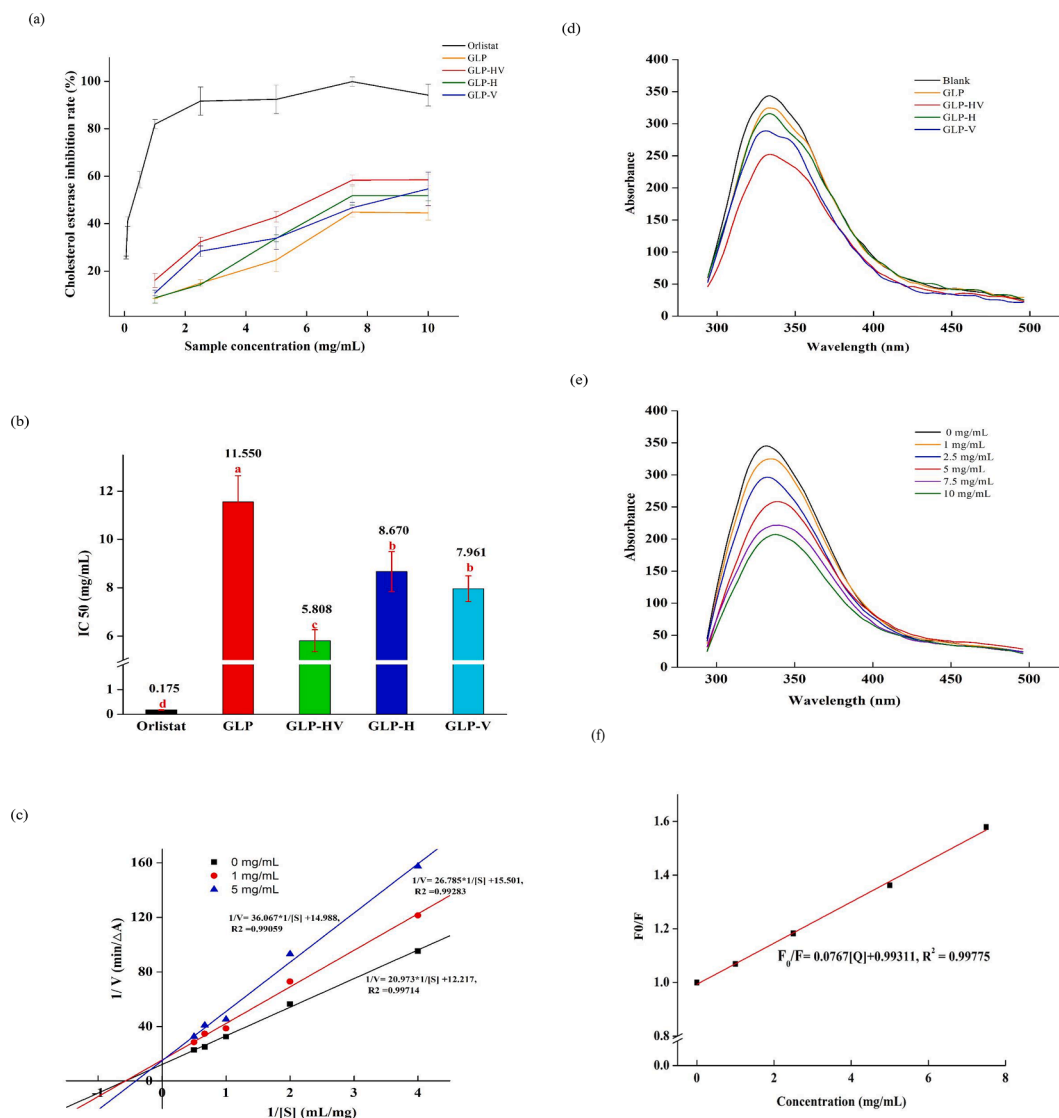 (a)
Orlistat
GLP
GLP-HV
GLP-H
GLP-V
Cholesterol esterase inhibition rate (%)
100
80
60
40
20
0 2 4 6 8 10
Sample concentration (mg/mL)
(b)
IC 50 (mg/mL)
12
10
8
6
1
0
11.550
a
8.670
b
7.961
b
5.808
c
0.175
d
Orlistat GLP GLP-HV GLP-H GLP-V
(c)
1/ V (min/△A)
160
120
80
40
0
0 mg/mL
1 mg/mL
5 mg/mL
1/V= 26.785*1/[S] +15.501,
R2 =0.99283
1/V= 36.067*1/[S] +14.988,
R2 =0.99059
1/V= 20.973*1/[S] +12.217,
R2 =0.99714
-1 0 1 2 3 4
1/[S] (mL/mg)
(d)
Absorbance
400
350
300
250
200
150
100
50
0
Blank
GLP
GLP-HV
GLP-H
GLP-V
300 350 400 450 500
Wavelength (nm)
(e)
Absorbance
400
350
300
250
200
150
100
50
0
0 mg/mL
1 mg/mL
2.5 mg/mL
5 mg/mL
7.5 mg/mL
10 mg/mL
300 350 400 450 500
Wavelength (nm)
(f)
F0/F
1.6
1.4
1.2
1.0
0.8
0.0
F0/F= 0.0767[Q]+0.99311, R2 = 0.99775
0 2 4 6 8
Concentration (mg/mL)